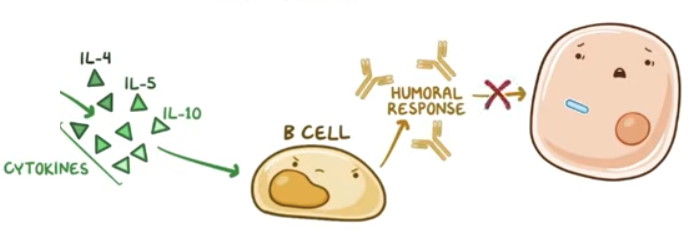 IL-4
IL-5
IL-10
CYTOKINES
B CELL
HUMORAL
RESPONSE